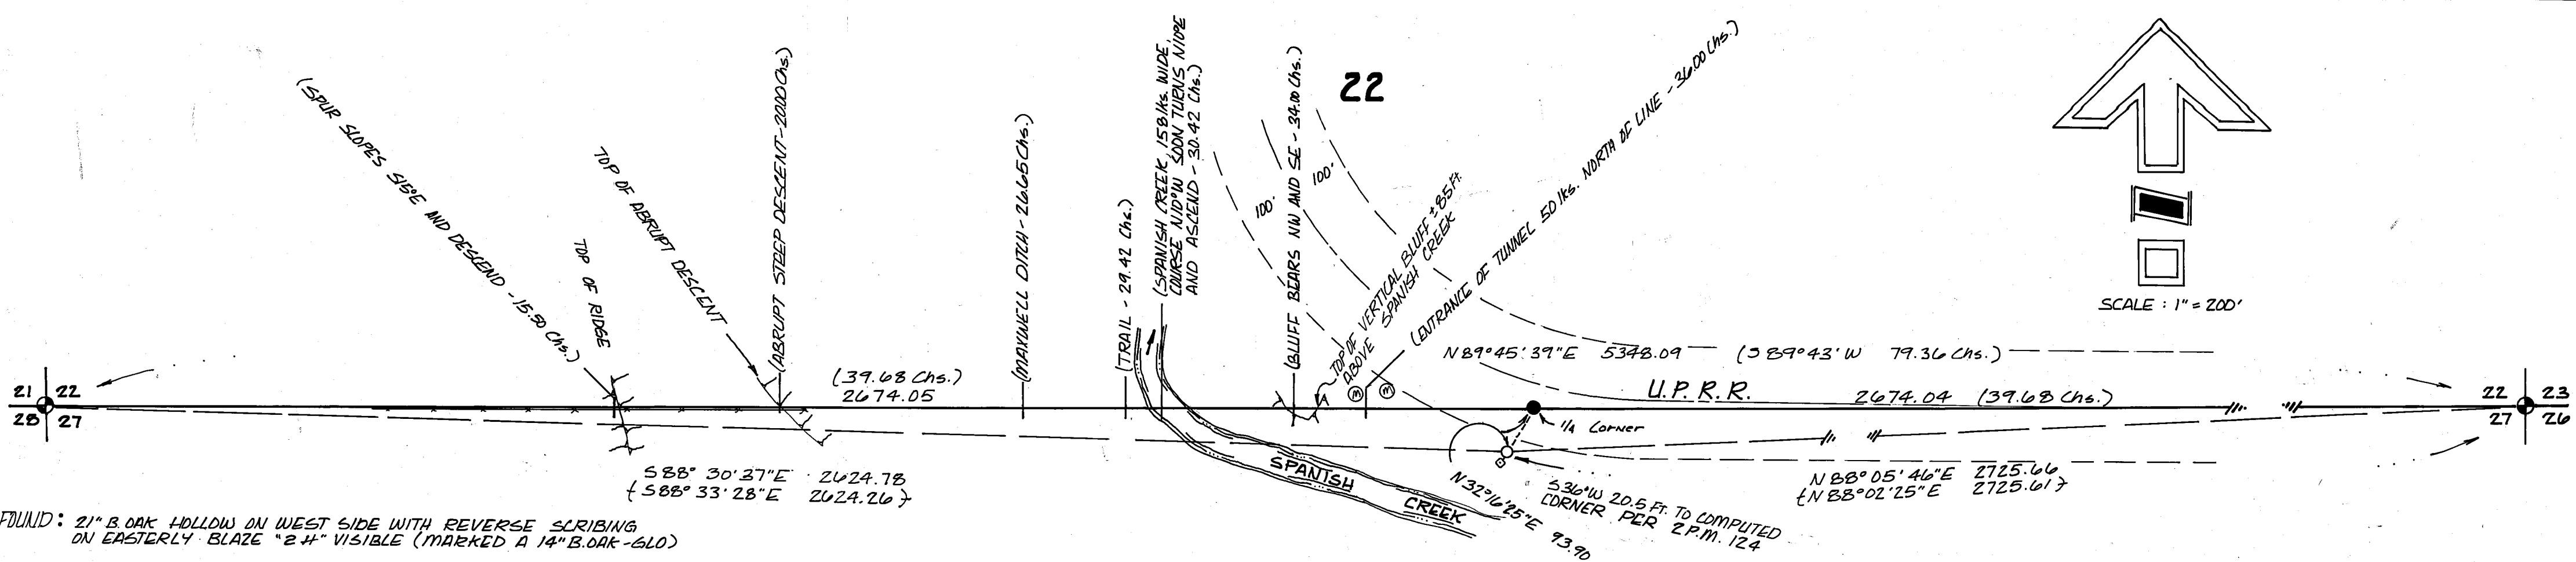 22
(SPUR SLOPES S15°E AND DESCEND - 15.50 Chs.)
TOP OF RIDGE
TOP OF ABRUPT DESCENT
(ABRUPT STEEP DESCENT - 20.00 Chs.)
(MAXWELL DITCH - 26.65 Chs.)
(TRAIL - 29.42 Chs.)
(SPANISH CREEK, 158 lks. WIDE,
COURSE N10°W SOON TURNS N10°E
AND ASCEND - 30.42 Chs.)
(BLUFF BEARS NW AND SE - 34.00 Chs.)
100'
100'
TOP OF VERTICAL BLUFF ±85 Ft.
ABOVE SPANISH CREEK
(ENTRANCE OF TUNNEL 50 lks. NORTH OF LINE - 36.00 Chs.)
SCALE : 1" = 200'
N 89°45'39"E 5348.09 (S 89°43'W 79.36 Chs.)
21 22
28 27
(39.68 Chs.)
2674.05
M
M
U.P.R.R.
2674.04 (39.68 Chs.)
22 23
27 26
1/4 Corner
S 88° 30' 37"E 2624.78
{S 88° 33' 28"E 2624.26}
SPANISH CREEK
N 32°16'25"E 93.90
S36°W 20.5 Ft. TO COMPUTED
CORNER PER 2 P.M. 124
N 88° 05' 46"E 2725.66
{N 88° 02' 25"E 2725.61}
FOUND: 21" B. OAK HOLLOW ON WEST SIDE WITH REVERSE SCRIBING
ON EASTERLY BLAZE "2 H" VISIBLE (MARKED A 14" B.OAK - GLO)